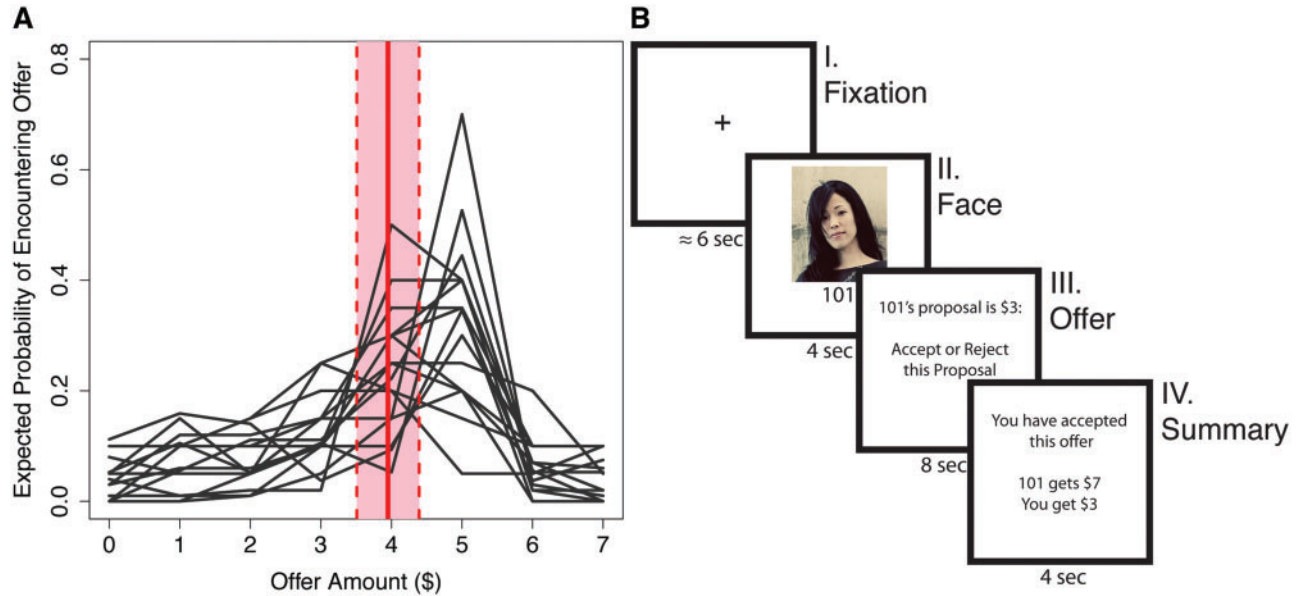 A
Expected Probability of Encountering Offer
0.8
0.6
0.4
0.2
0.0
0 1 2 3 4 5 6 7
Offer Amount ($)
B
+
I.
Fixation
≈ 6 sec
II.
Face
101
4 sec
III.
Offer
101's proposal is $3:
Accept or Reject
this Proposal
8 sec
IV.
Summary
You have accepted
this offer
101 gets $7
You get $3
4 sec